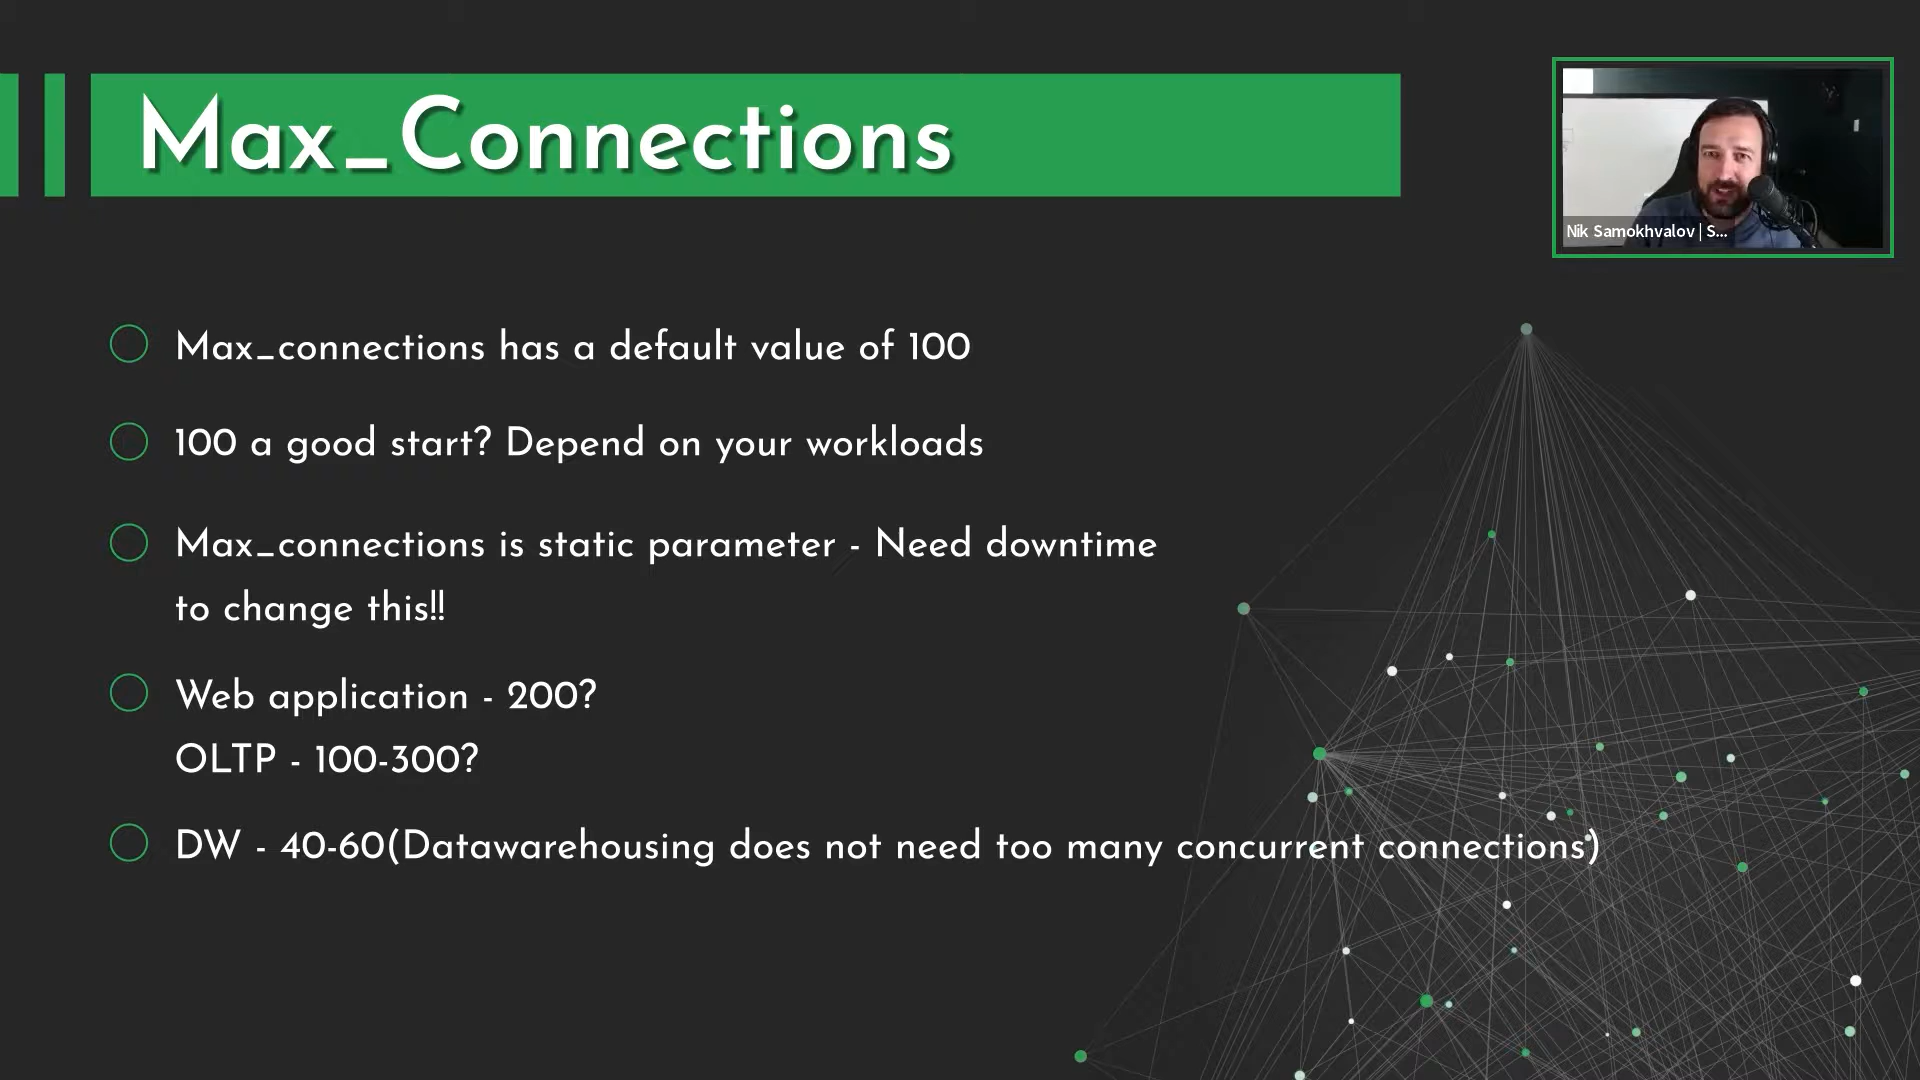 Max_Connections
Nik Samokhvalov | S...
Max_connections has a default value of 100
100 a good start? Depend on your workloads
Max_connections is static parameter - Need downtime
to change this!!
Web application - 200?
OLTP - 100-300?
DW - 40-60(Datawarehousing does not need too many concurrent connections)